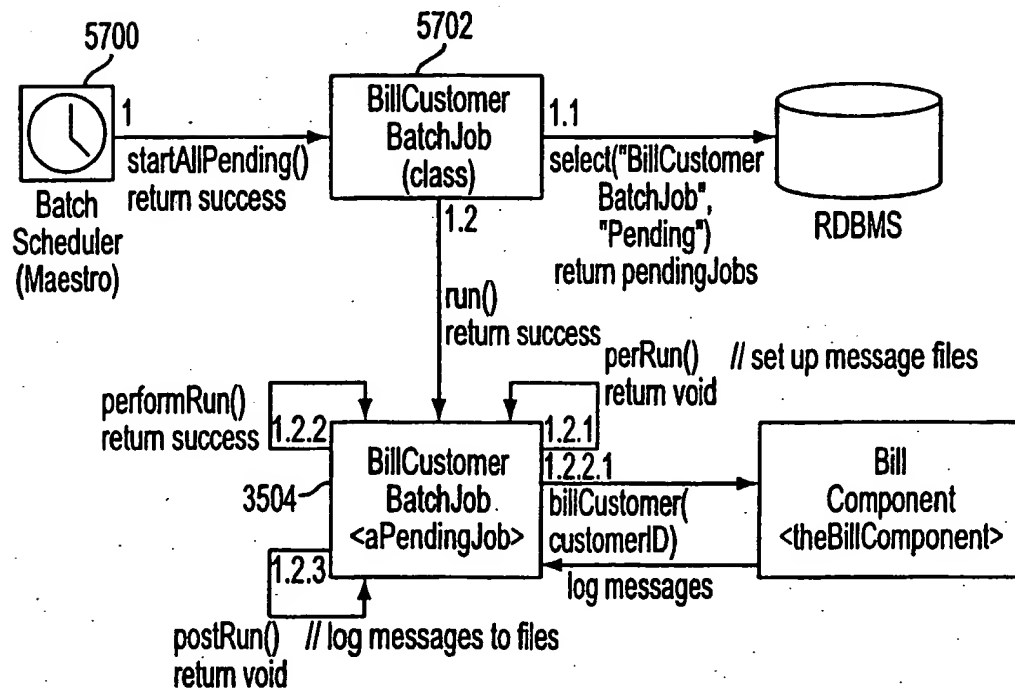 5700
5702
1
startAllPending()
return success
Batch
Scheduler
(Maestro)
BillCustomer
BatchJob
(class)
1.1
select("BillCustomer
BatchJob",
"Pending")
return pendingJobs
RDBMS
1.2
run()
return success
perRun() // set up message files
return void
performRun()
return success
1.2.2
1.2.1
3504
BillCustomer
BatchJob
<aPendingJob>
1.2.2.1
billCustomer(
customerID)
log messages
Bill
Component
<theBillComponent>
1.2.3
postRun() // log messages to files
return void